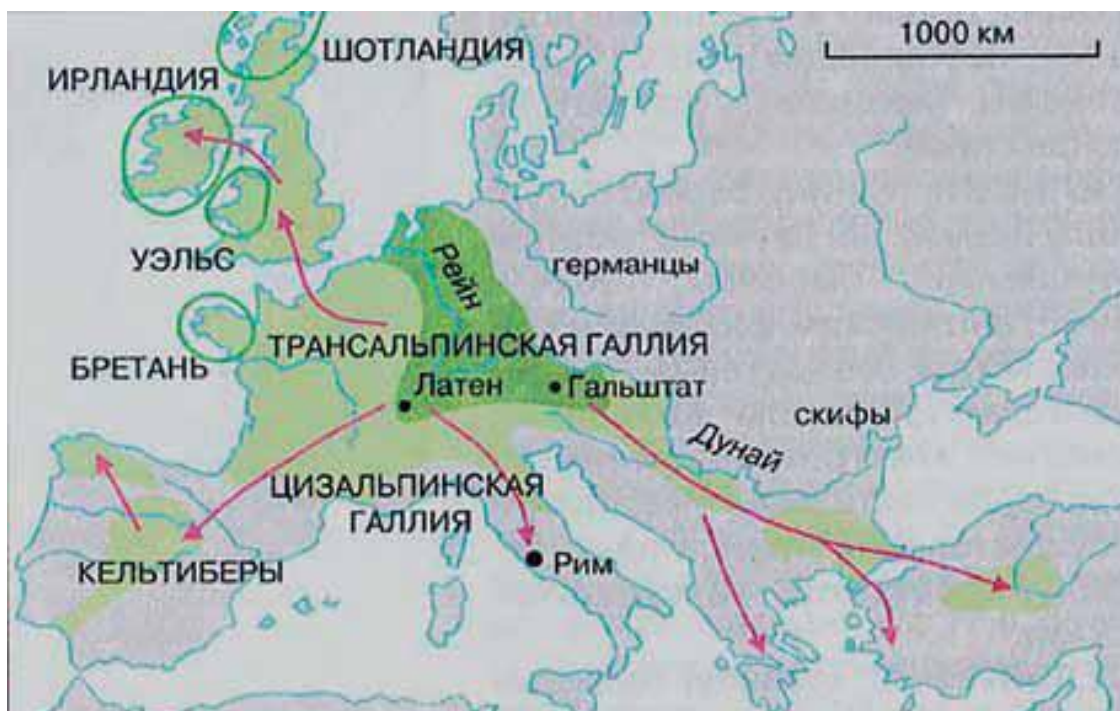 1000 км
ШОТЛАНДИЯ
ИРЛАНДИЯ
УЭЛЬС
Рейн
германцы
БРЕТАНЬ
ТРАНСАЛЬПИНСКАЯ ГАЛЛИЯ
Латен
Гальштат
скифы
Дунай
ЦИЗАЛЬПИНСКАЯ
ГАЛЛИЯ
Рим
КЕЛЬТИБЕРЫ